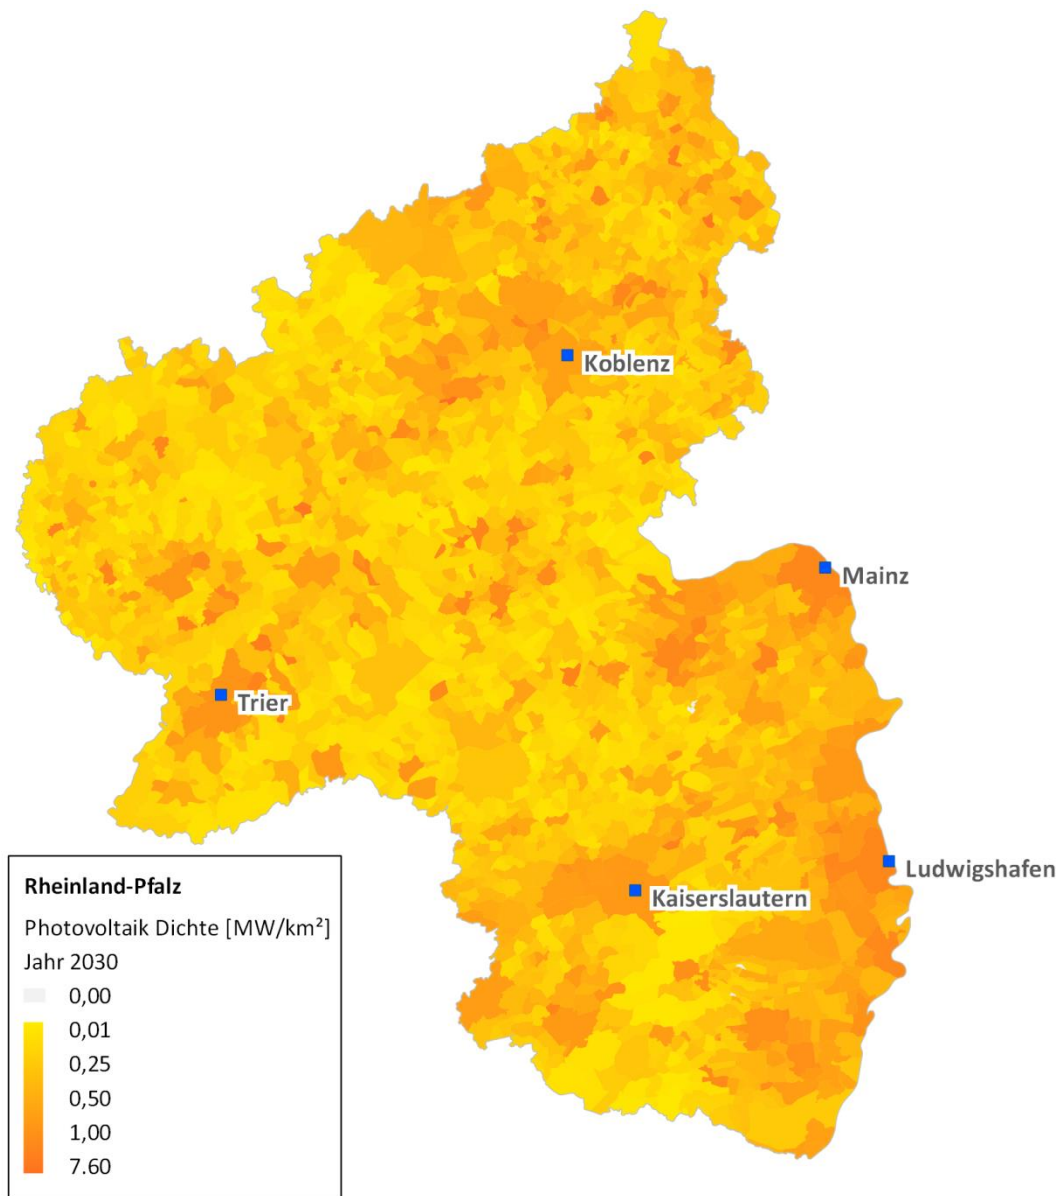 Koblenz
Mainz
Trier
Ludwigshafen
Kaiserslautern
Rheinland-Pfalz
Photovoltaik Dichte [MW/km²]
Jahr 2030
0,00
0,01
0,25
0,50
1,00
7.60